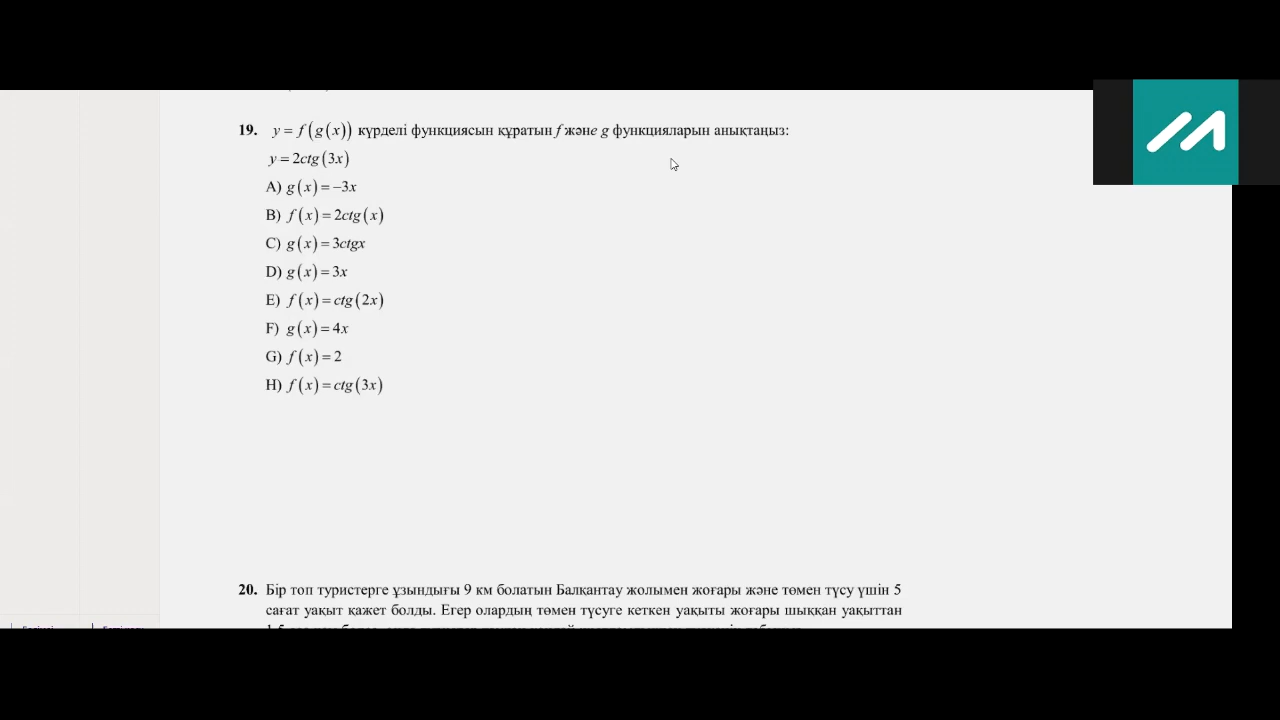 19. y = f(g(x)) күрделі функциясын құратын f және g функцияларын анықтаңыз:
y = 2ctg(3x)
A) g(x) = −3x
B) f(x) = 2ctg(x)
C) g(x) = 3ctgx
D) g(x) = 3x
E) f(x) = ctg(2x)
F) g(x) = 4x
G) f(x) = 2
H) f(x) = ctg(3x)
20. Бір топ туристерге ұзындығы 9 км болатын Балқантау жолымен жоғары және төмен түсу үшін 5
сағат уақыт қажет болды. Егер олардың төмен түсуге кеткен уақыты жоғары шыққан уақыттан